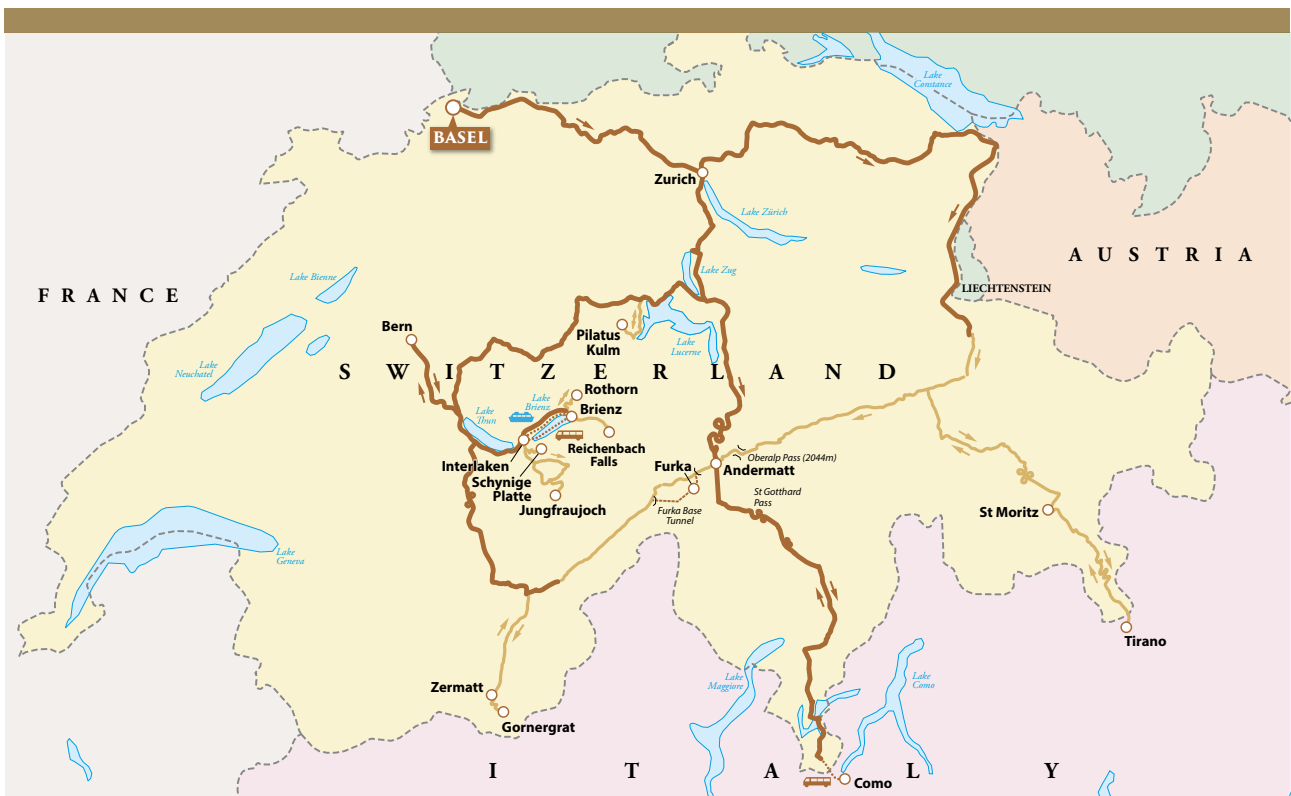 Lake
Constance
BASEL
Zurich
Lake Zürich
AUSTRIA
Lake Bienne
Lake Zug
FRANCE
LIECHTENSTEIN
Bern
Pilatus
Kulm
Lake
Lucerne
Lake
Neuchatel
SWITZERLAND
Rothorn
Lake
Brienz
Brienz
Lake
Thun
Reichenbach
Falls
Interlaken
Schynige
Platte
Jungfraujoch
Furka
Oberalp Pass (2044m)
Andermatt
St Gotthard
Pass
Furka Base
Tunnel
St Moritz
Lake
Geneva
Tirano
Lake
Maggiore
Lake
Como
Zermatt
Gornergrat
ITALY
Como